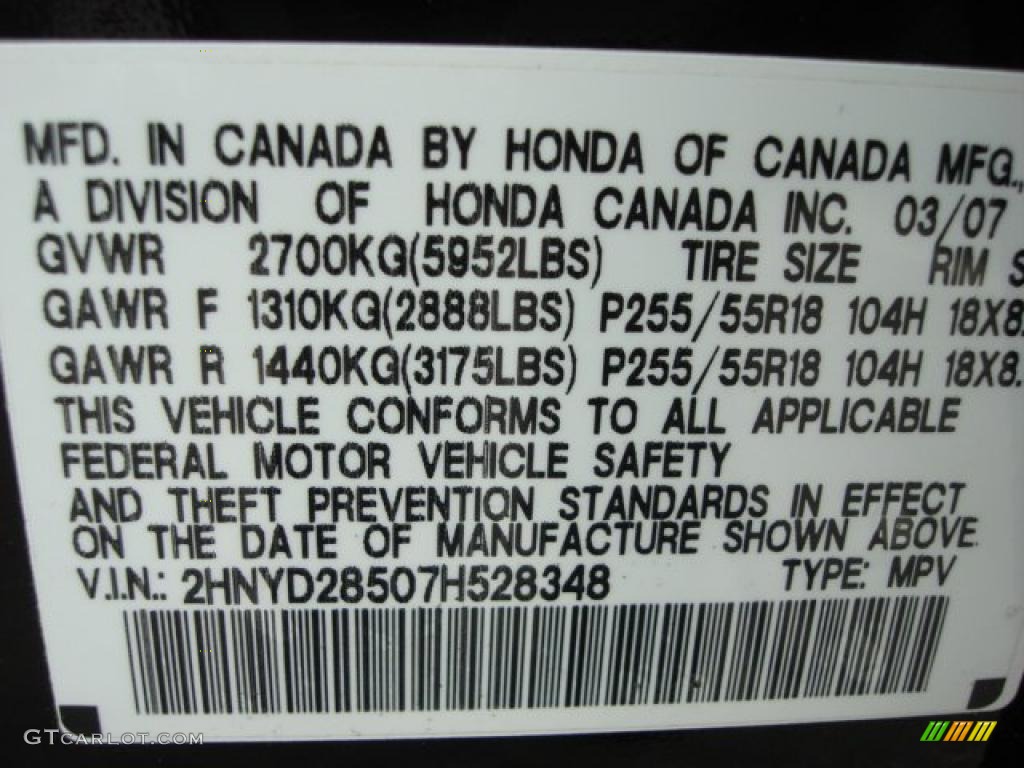 MFD. IN CANADA BY HONDA OF CANADA MFG.,
A DIVISION OF HONDA CANADA INC. 03/07
GVWR 2700KG(5952LBS) TIRE SIZE RIM S
GAWR F 1310KG(2888LBS) P255/55R18 104H 18X8.
GAWR R 1440KG(3175LBS) P255/55R18 104H 18X8.
THIS VEHICLE CONFORMS TO ALL APPLICABLE
FEDERAL MOTOR VEHICLE SAFETY
AND THEFT PREVENTION STANDARDS IN EFFECT
ON THE DATE OF MANUFACTURE SHOWN ABOVE.
V.I.N.: 2HNYD28507H528348 TYPE: MPV
GTCARLOT.COM